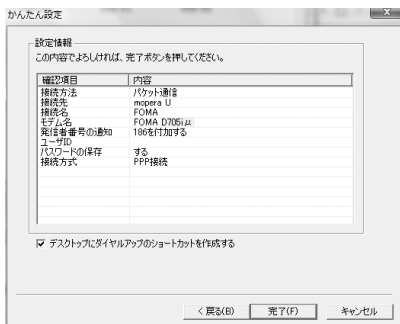 かんたん設定
設定情報
この内容でよろしければ、完了ボタンを押してください。
確認項目 内容
接続方法 パケット通信
接続先 mopera U
接続名 FOMA
モデム名 FOMA D705iμ
発信者番号の通知 186を付加する
ユーザID
パスワードの保存 する
接続方式 PPP接続
デスクトップにダイヤルアップのショートカットを作成する
< 戻る(B) 完了(F) キャンセル